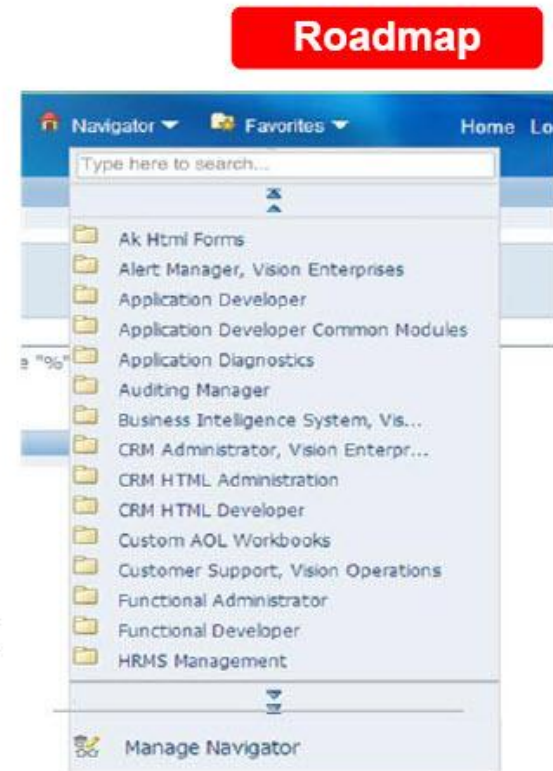 Roadmap
Navigator Favorites Home Lo
Type here to search...
Ak Html Forms
Alert Manager, Vision Enterprises
Application Developer
Application Developer Common Modules
e "%"
Application Diagnostics
Auditing Manager
Business Intelligence System, Vis...
CRM Administrator, Vision Enterpr...
CRM HTML Administration
CRM HTML Developer
Custom AOL Workbooks
Customer Support, Vision Operations
Functional Administrator
Functional Developer
HRMS Management
Manage Navigator